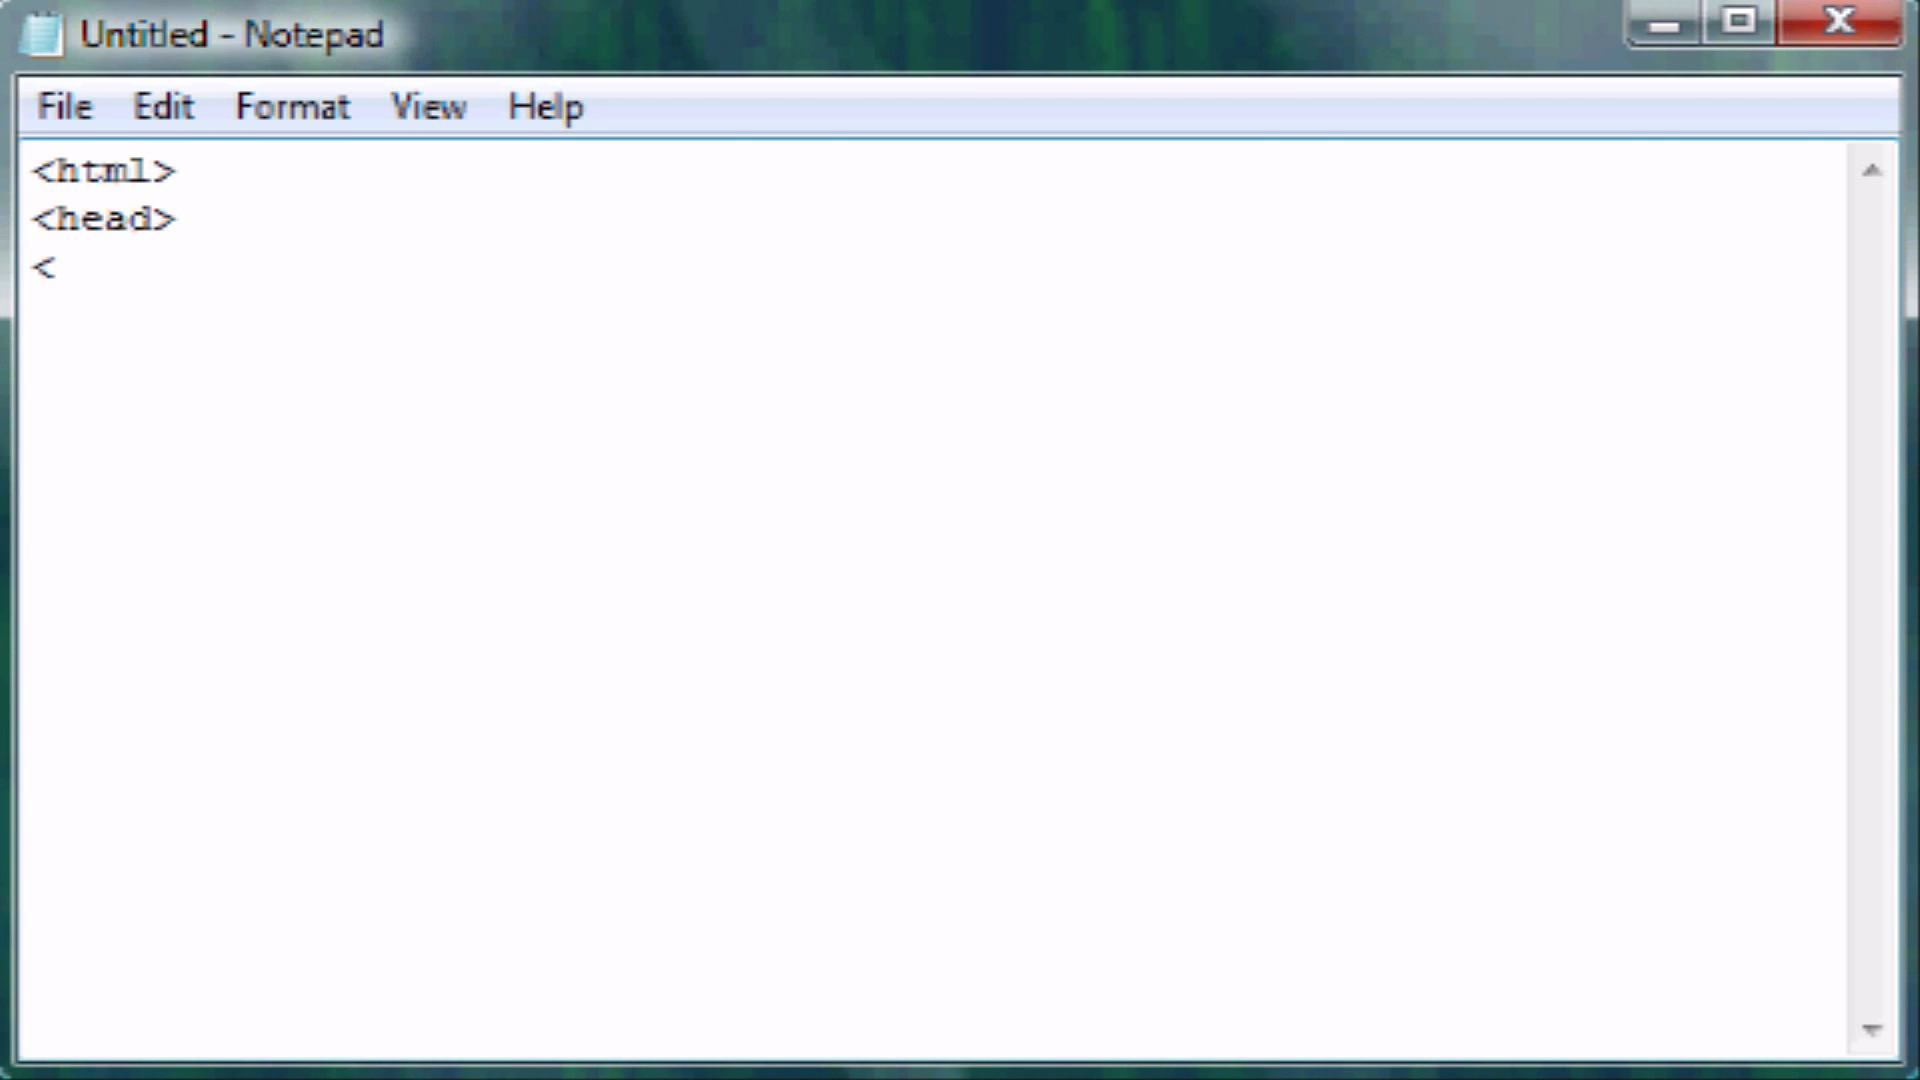 Untitled - Notepad
File Edit Format View Help
<html>
<head>
<